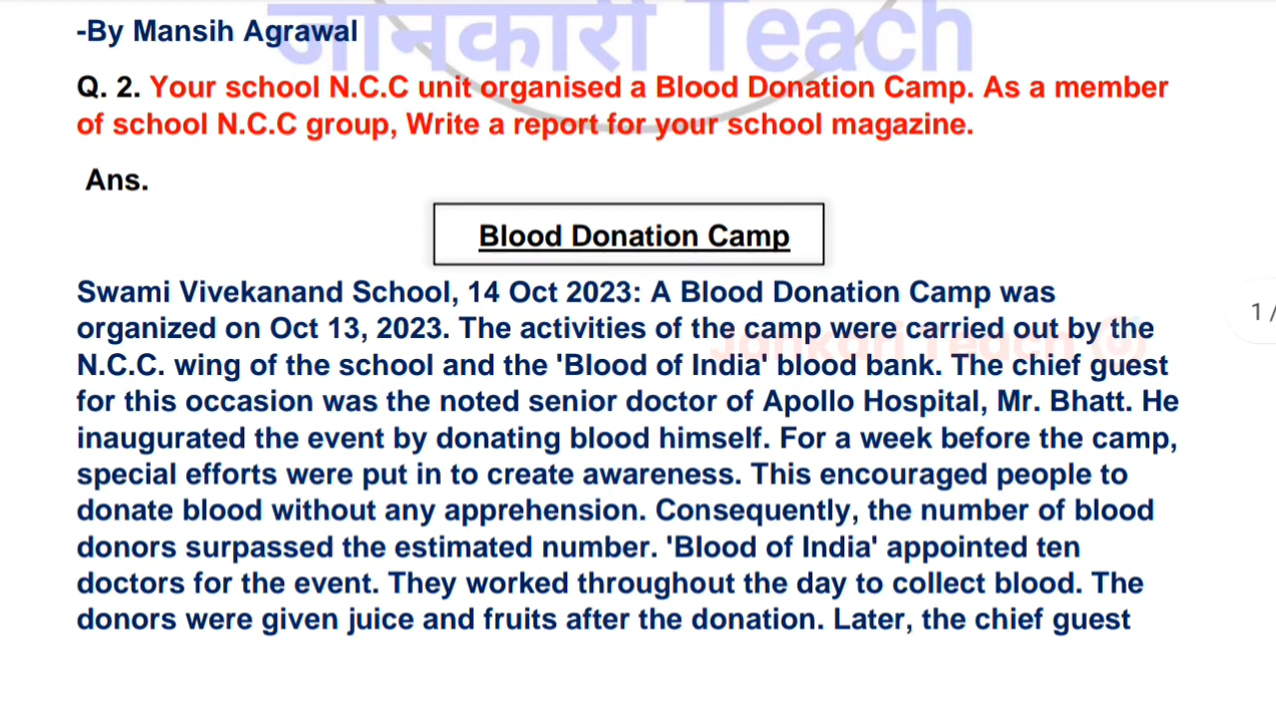 जानकारी Teach
-By Mansih Agrawal
Q. 2. Your school N.C.C unit organised a Blood Donation Camp. As a member
of school N.C.C group, Write a report for your school magazine.
Ans.
Blood Donation Camp
Swami Vivekanand School, 14 Oct 2023: A Blood Donation Camp was
organized on Oct 13, 2023. The activities of the camp were carried out by the
N.C.C. wing of the school and the 'Blood of India' blood bank. The chief guest
for this occasion was the noted senior doctor of Apollo Hospital, Mr. Bhatt. He
inaugurated the event by donating blood himself. For a week before the camp,
special efforts were put in to create awareness. This encouraged people to
donate blood without any apprehension. Consequently, the number of blood
donors surpassed the estimated number. 'Blood of India' appointed ten
doctors for the event. They worked throughout the day to collect blood. The
donors were given juice and fruits after the donation. Later, the chief guest
Jankari Teach
1/